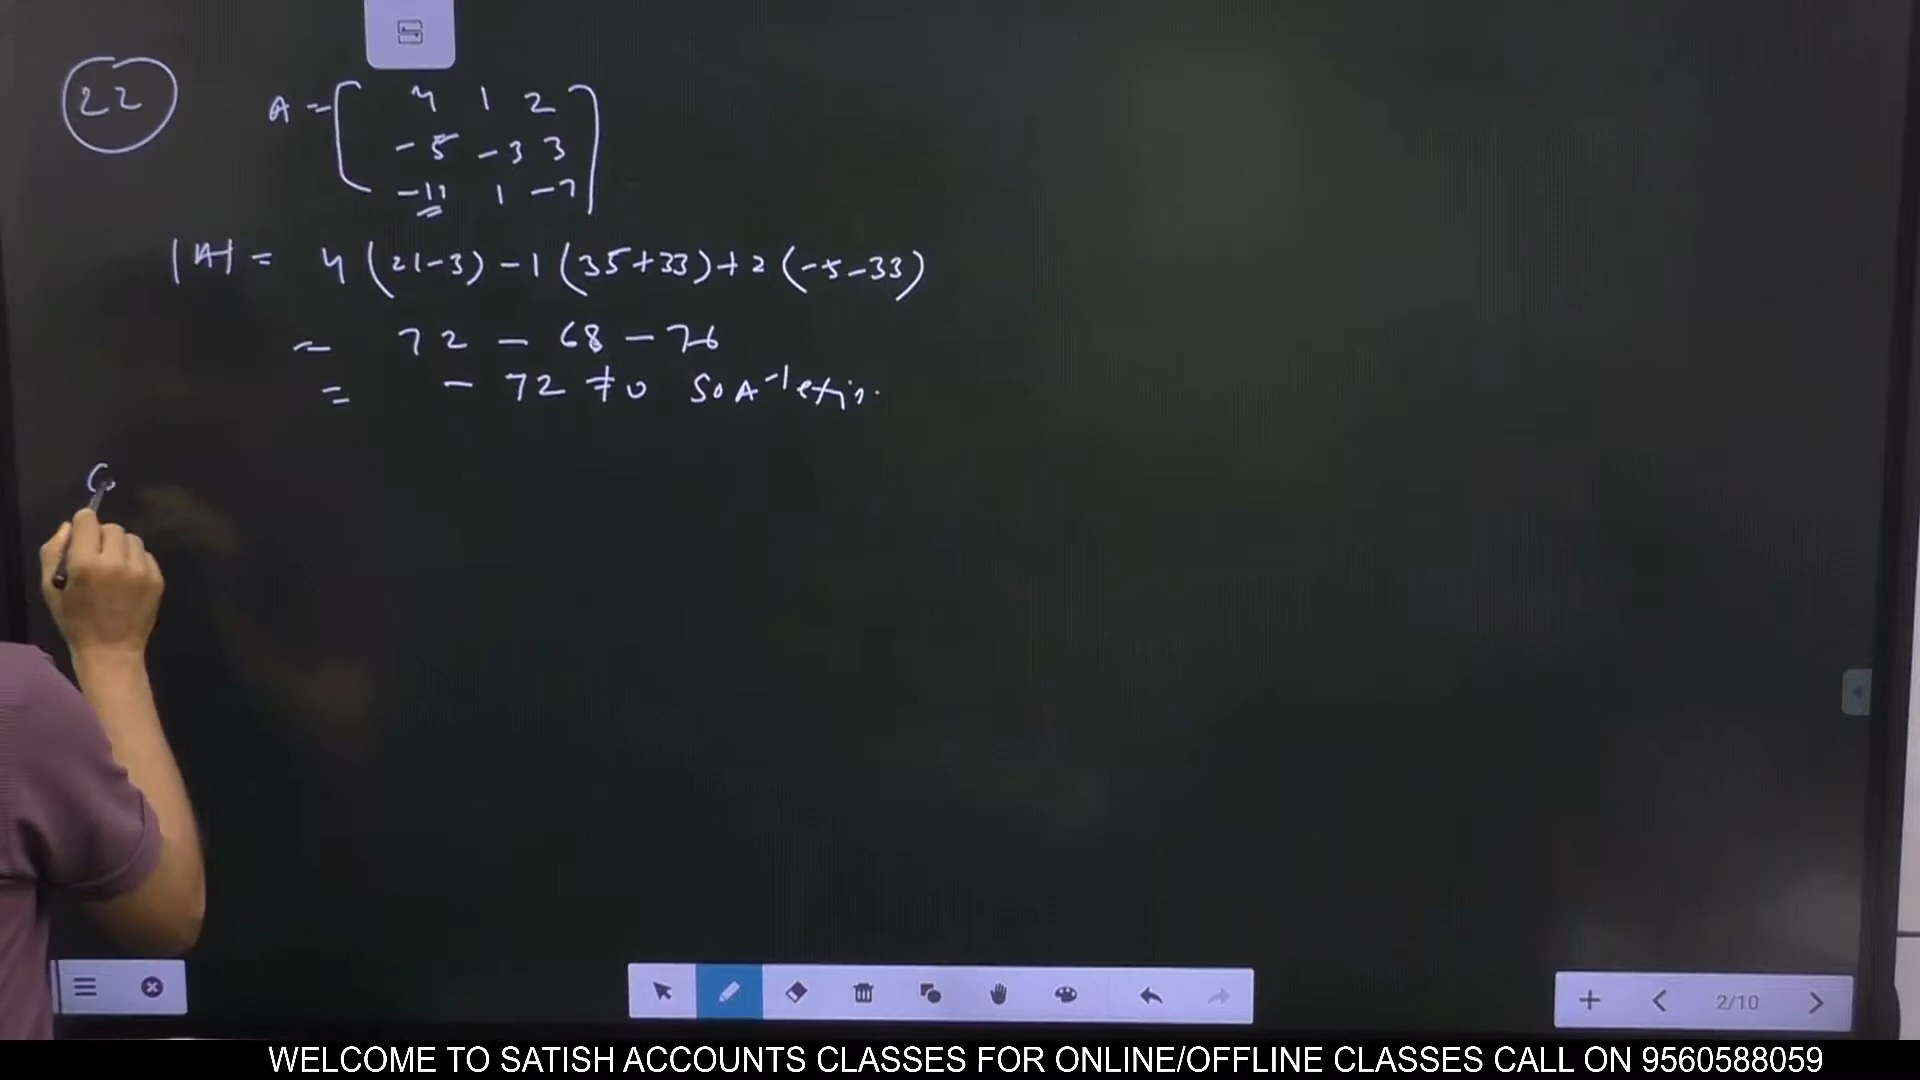 22
A = [ 4 1 2
-5 -3 3
-11 1 -7 ]
|A| = 4 (21-3) -1 (35+33) + 2 (-5-33)
= 72 - 68 - 76
= - 72 ≠ 0 So A⁻¹
Co
2/10
WELCOME TO SATISH ACCOUNTS CLASSES FOR ONLINE/OFFLINE CLASSES CALL ON 9560588059